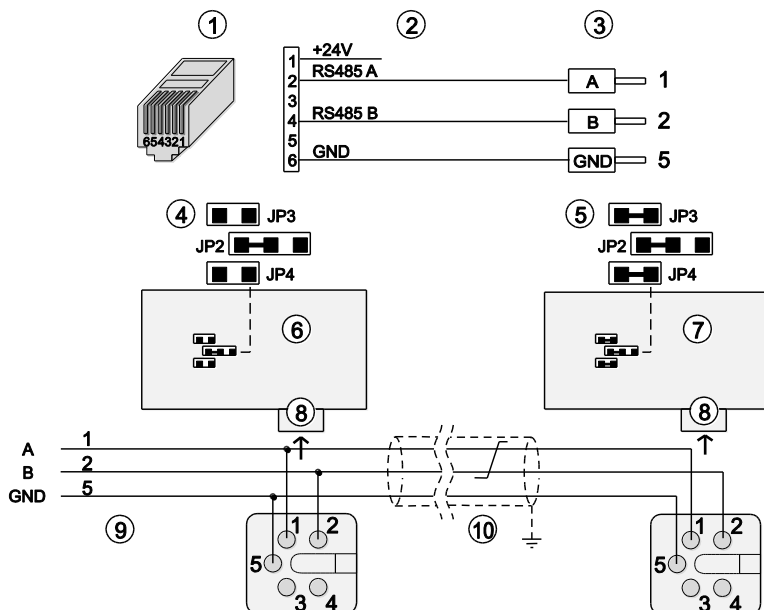 1 2 3
654321
1 +24V
2 RS485 A A 1
3
4 RS485 B B 2
5
6 GND GND 5
4 JP3 5 JP3
JP2 JP2
JP4 JP4
6 7
8 8
A 1
B 2
GND 5
9 10
1 2 1 2
5 5
3 4 3 4